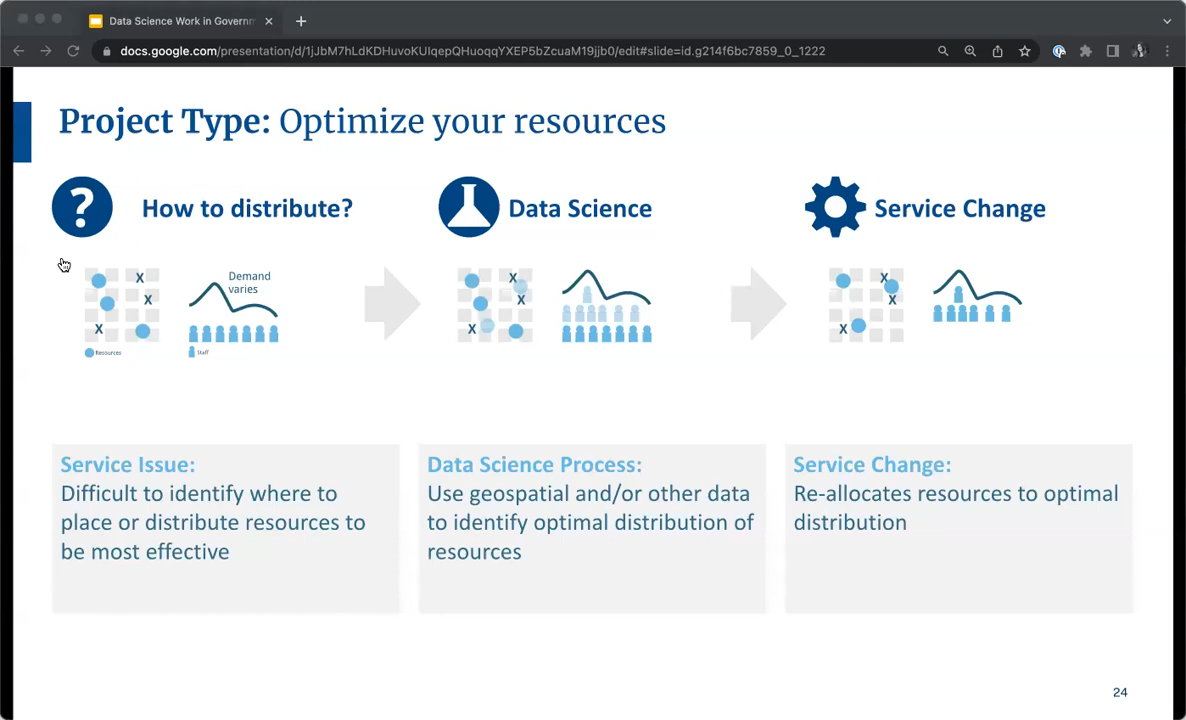 Data Science Work in Governm
docs.google.com/presentation/d/1jJbM7hLdKDHuvoKUIqepQHuoqqYXEP5bZcuaM19jjb0/edit#slide=id.g214f6bc7859_0_1222
Project Type: Optimize your resources
? How to distribute?
Data Science
Service Change
X
X
X
Resources
Demand
varies
Staff
X
X
X
X
X
X
Service Issue:
Difficult to identify where to
place or distribute resources to
be most effective
Data Science Process:
Use geospatial and/or other data
to identify optimal distribution of
resources
Service Change:
Re-allocates resources to optimal
distribution
24